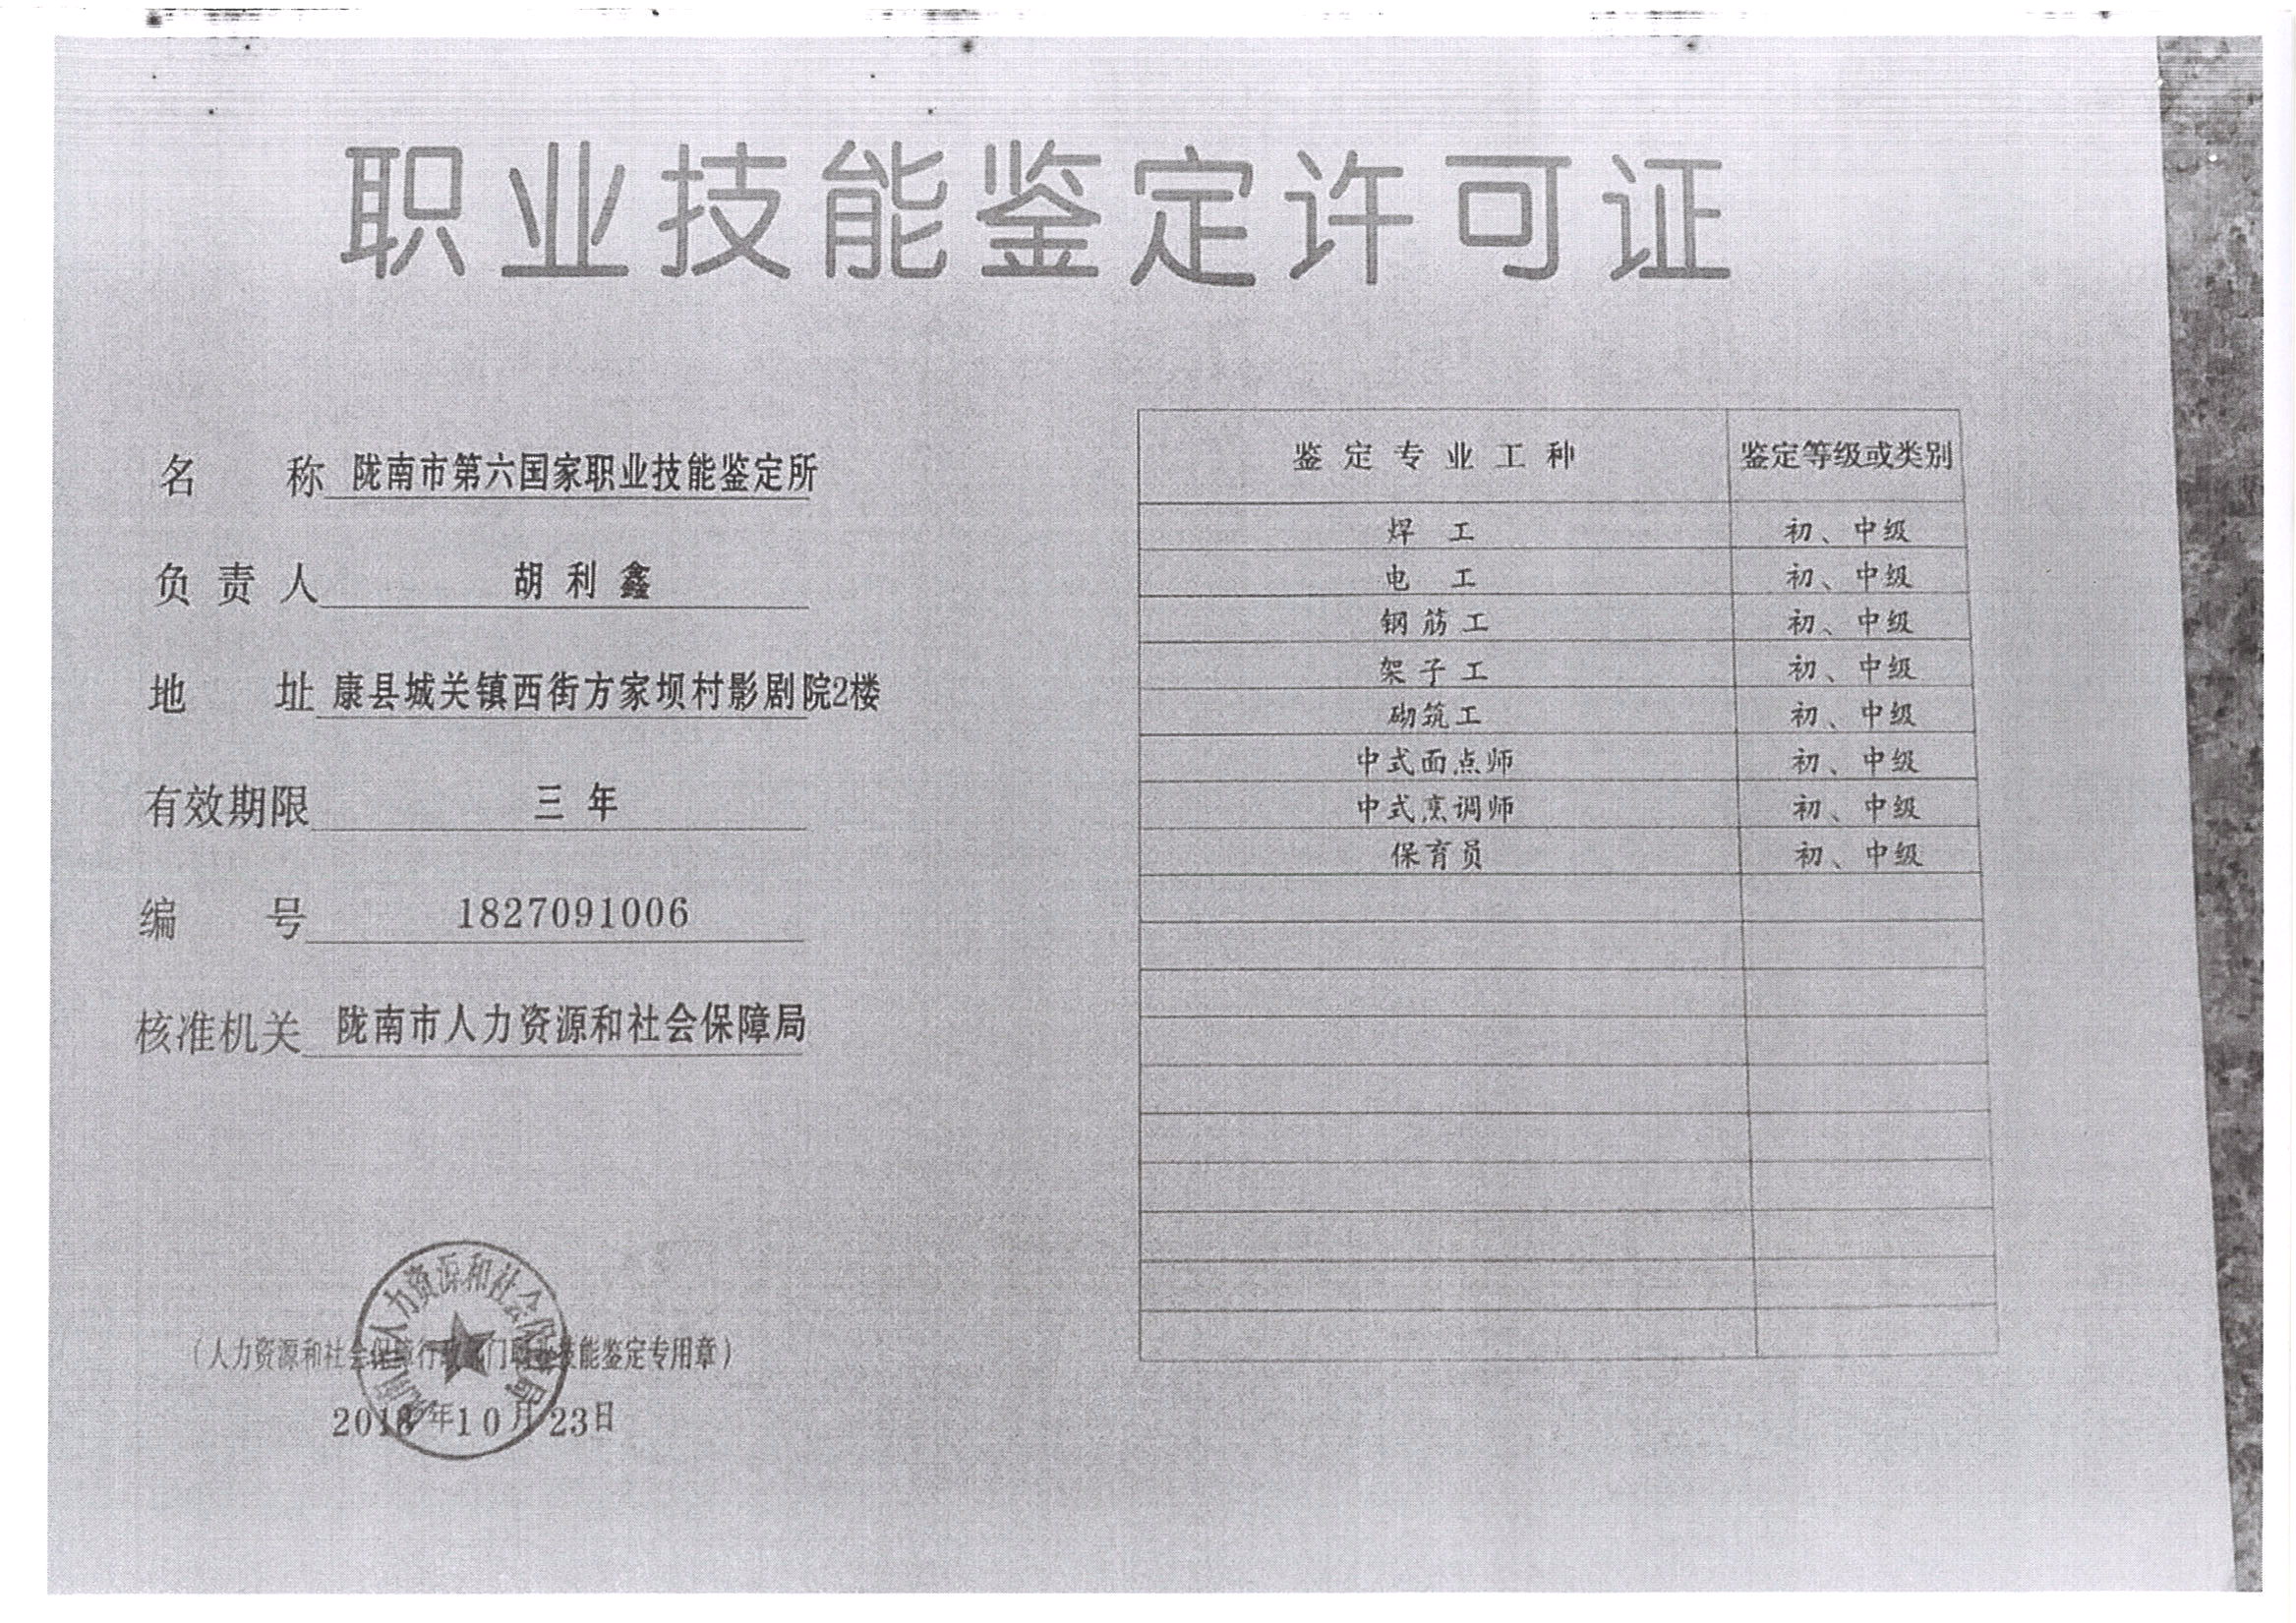 职业技能鉴定许可证
名 称 陇南市第六国家职业技能鉴定所
负 责 人 胡利鑫
地 址 康县城关镇西街方家坝村影剧院2楼
有效期限 三年
编 号 1827091006
核准机关 陇南市人力资源和社会保障局
鉴定专业工种 鉴定等级或类别
焊 工 初、中级
电 工 初、中级
钢筋工 初、中级
架子工 初、中级
砌筑工 初、中级
中式面点师 初、中级
中式烹调师 初、中级
保育员 初、中级
陇南市人力资源和社会保障局
（人力资源和社会保障行政部门职业技能鉴定专用章）
2018年10月23日